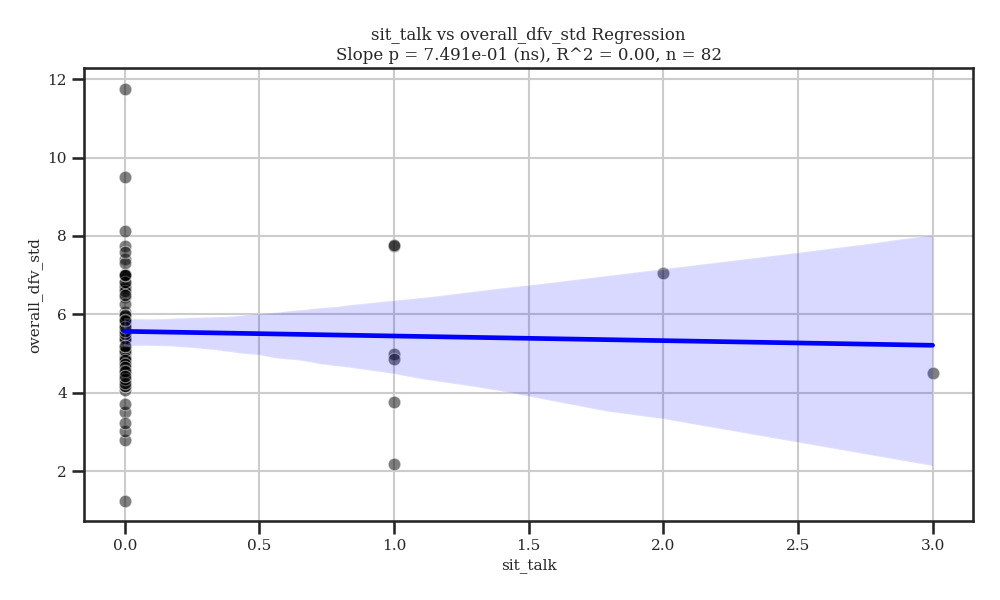 sit_talk vs overall_dfv_std Regression
Slope p = 7.491e-01 (ns), R^2 = 0.00, n = 82
12
10
8
6
4
2
overall_dfv_std
0.0 0.5 1.0 1.5 2.0 2.5 3.0
sit_talk